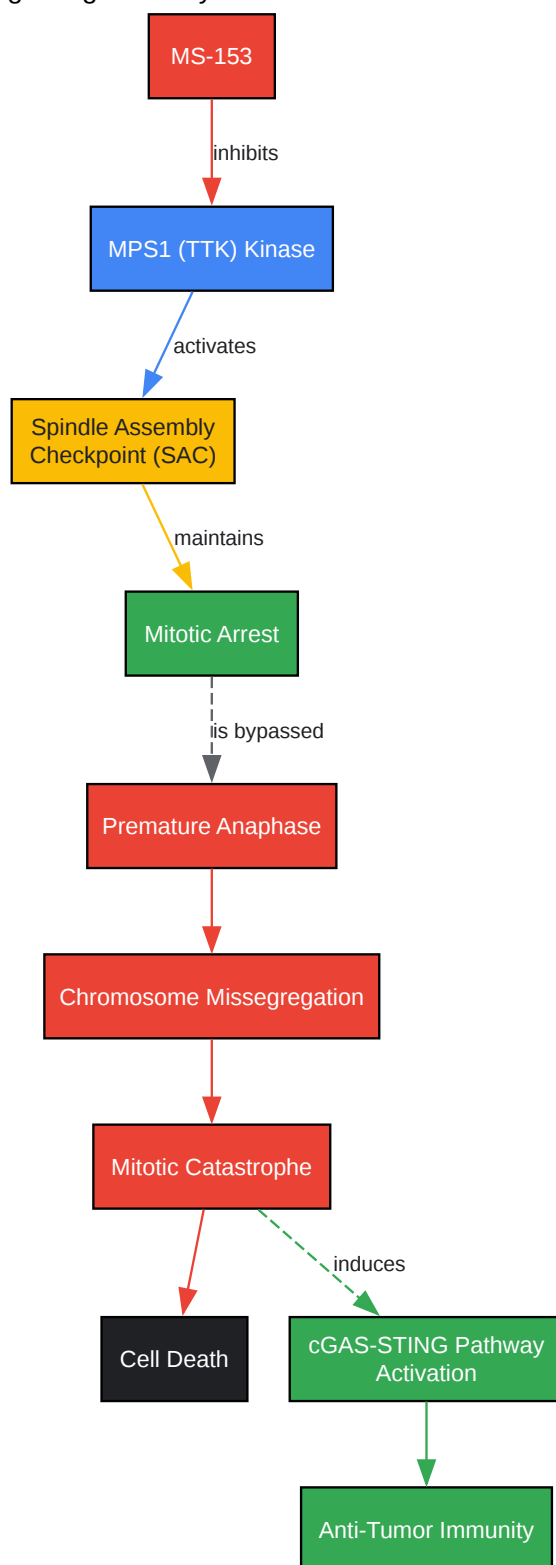 MS-153
inhibits
MPS1 (TTK) Kinase
activates
Spindle Assembly
Checkpoint (SAC)
maintains
Mitotic Arrest
is bypassed
Premature Anaphase
Chromosome Missegregation
Mitotic Catastrophe
induces
Cell Death
cGAS-STING Pathway
Activation
Anti-Tumor Immunity